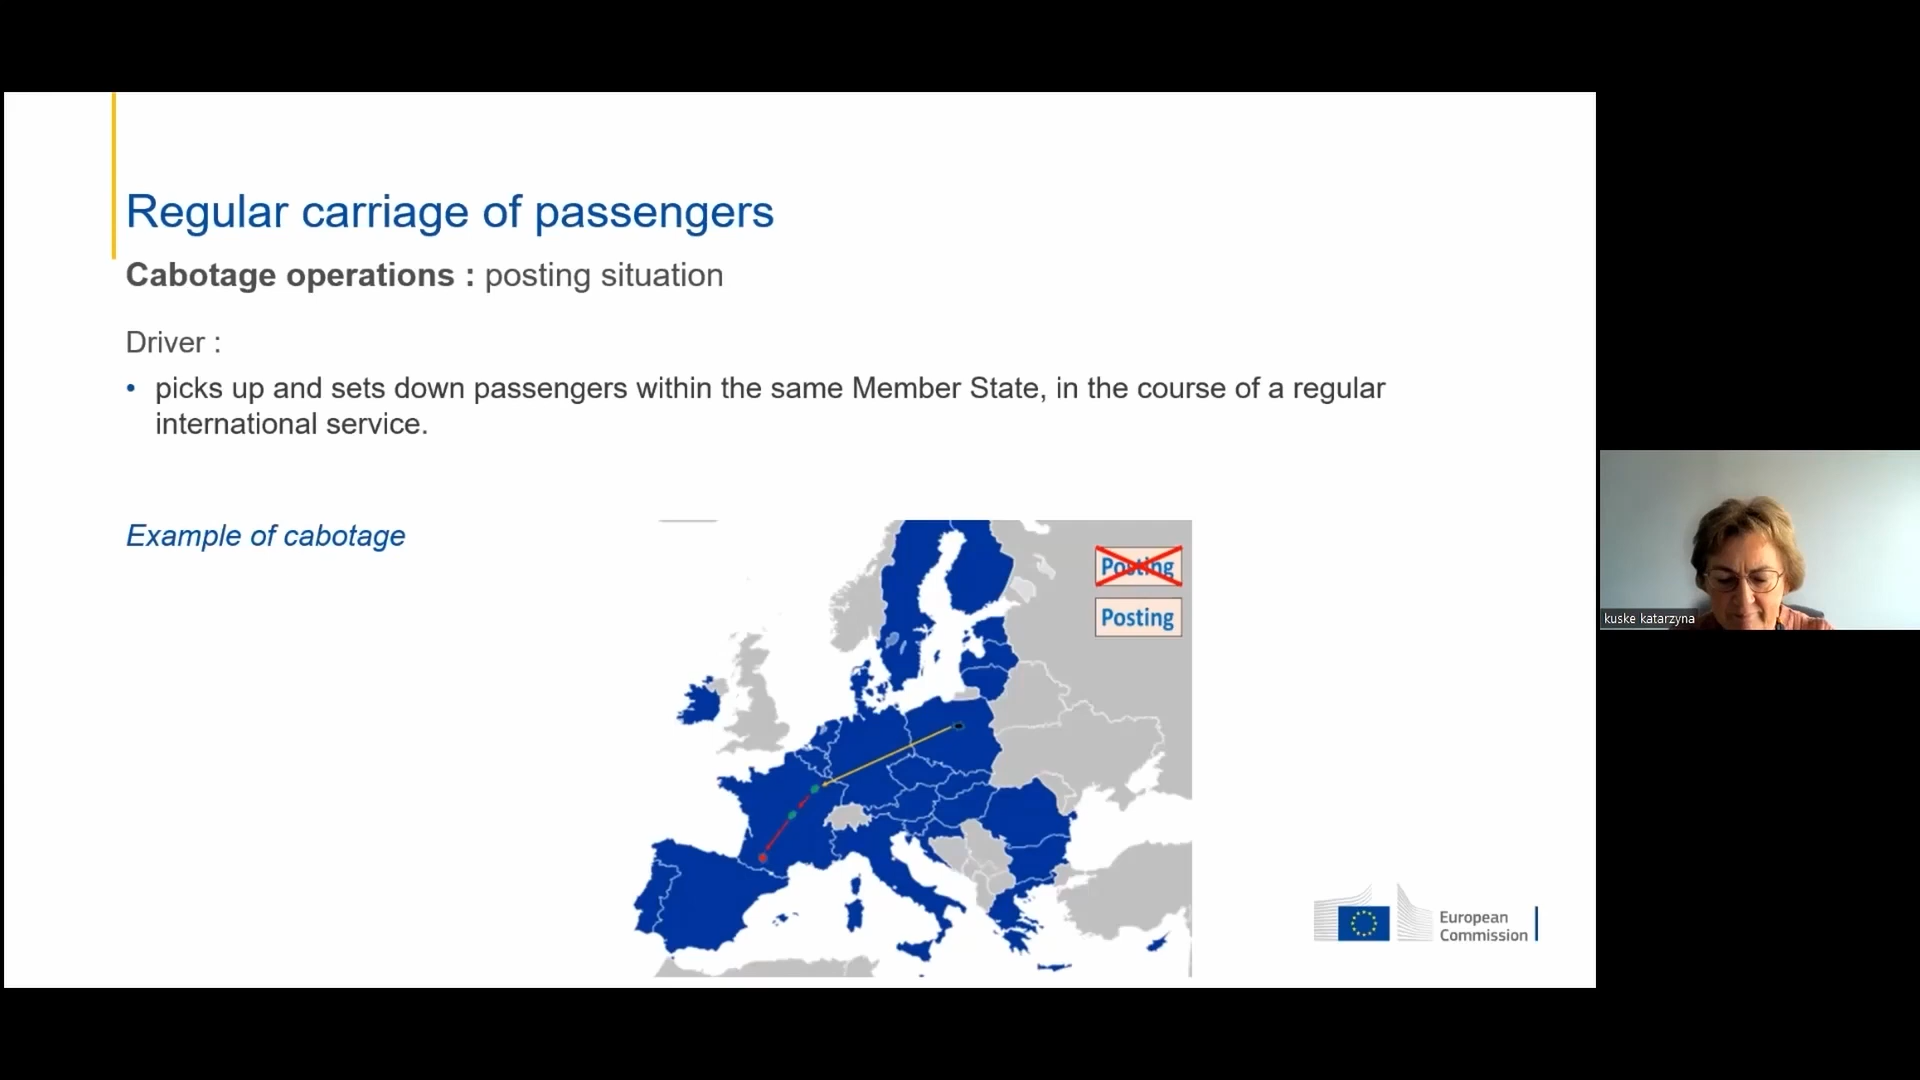 Regular carriage of passengers
Cabotage operations : posting situation
Driver :
• picks up and sets down passengers within the same Member State, in the course of a regular
international service.
Example of cabotage
Posting
Posting
European
Commission
kuske katarzyna